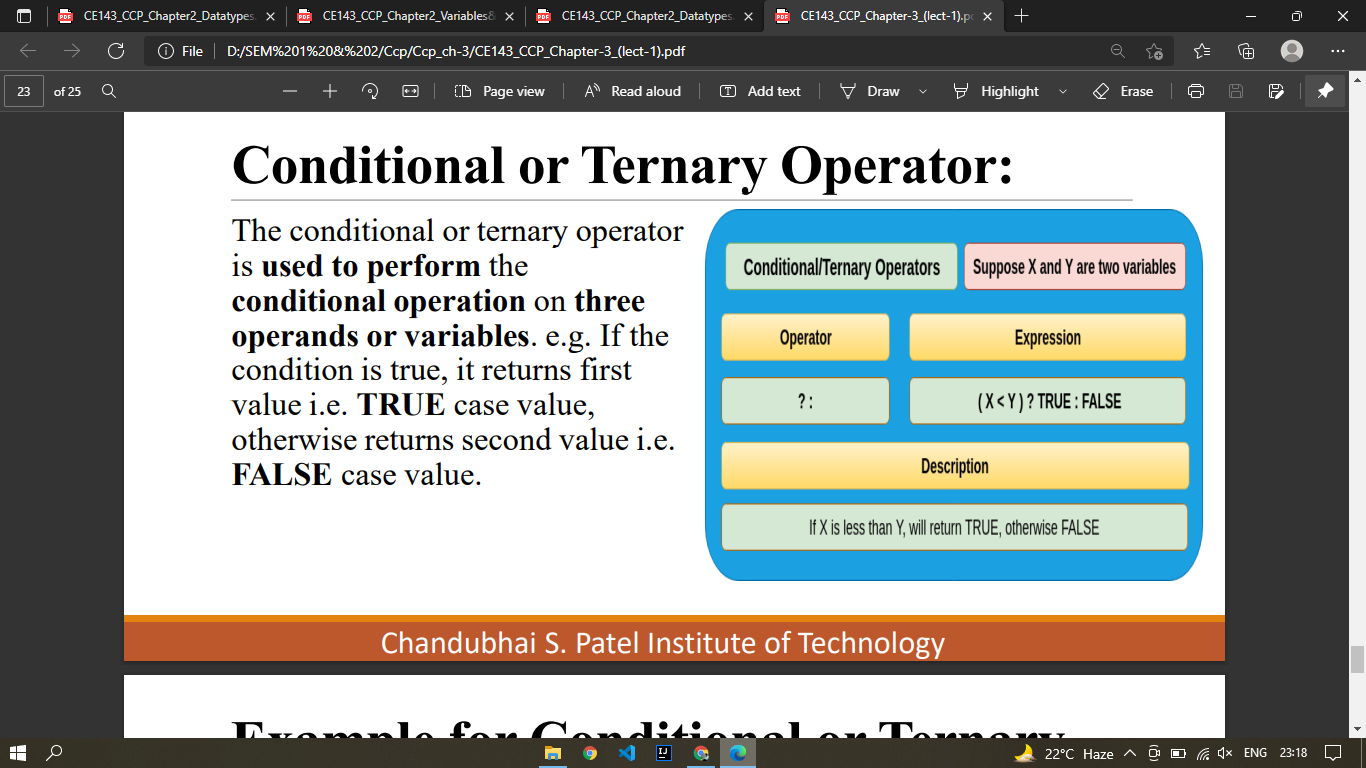 CE143_CCP_Chapter2_Datatypes.
CE143_CCP_Chapter2_Variables&
CE143_CCP_Chapter2_Datatypes.
CE143_CCP_Chapter-3_(lect-1).p
File
D:/SEM%201%20&%202/Ccp/Ccp_ch-3/CE143_CCP_Chapter-3_(lect-1).pdf
23 of 25
Page view
Read aloud
Add text
Draw
Highlight
Erase
Conditional or Ternary Operator:
The conditional or ternary operator
is used to perform the
conditional operation on three
operands or variables. e.g. If the
condition is true, it returns first
value i.e. TRUE case value,
otherwise returns second value i.e.
FALSE case value.
Conditional/Ternary Operators
Suppose X and Y are two variables
Operator
Expression
? :
( X < Y ) ? TRUE : FALSE
Description
If X is less than Y, will return TRUE, otherwise FALSE
Chandubhai S. Patel Institute of Technology
Example for Conditional or Ternary
22°C Haze
ENG
23:18